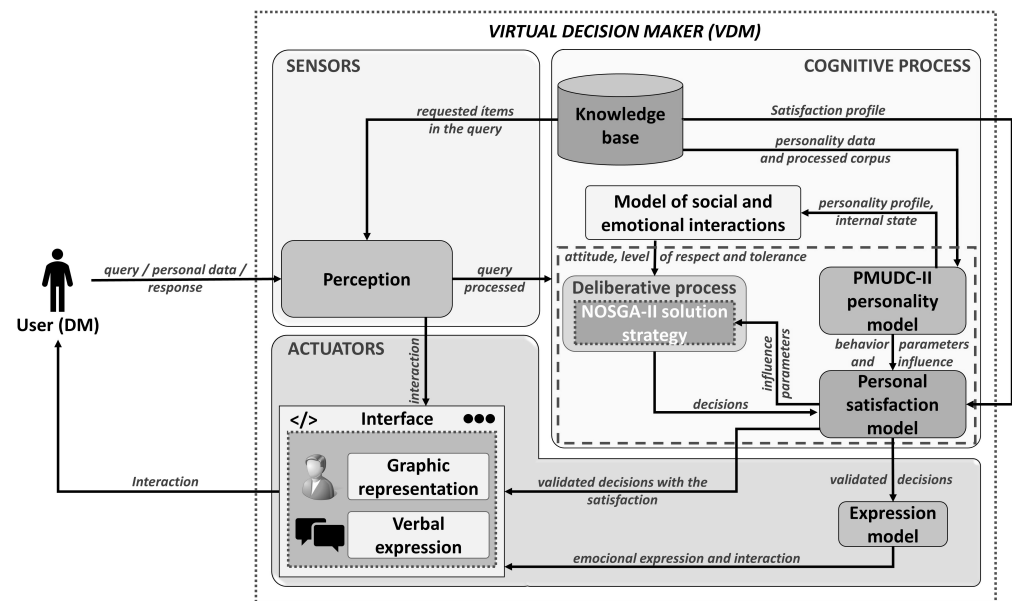 VIRTUAL DECISION MAKER (VDM)
SENSORS
COGNITIVE PROCESS
requested ítems
in the query
Knowledge
base
Satisfaction profile
personality data
and processed corpus
Model of social and
emotional interactions
personality profile,
internal state
attitude, level of respect and tolerance
query / personal data /
response
Perception
query
processed
Deliberative process
NOSGA-II solution
strategy
PMUDC-II
personality
model
User (DM)
ACTUATORS
interaction
influence
parameters
behavior parameters
and influence
decisions
Personal
satisfaction
model
</> Interface
Graphic
representation
Verbal
expression
Interaction
validated decisions with the
satisfaction
validated decisions
Expression
model
emocional expression and interaction